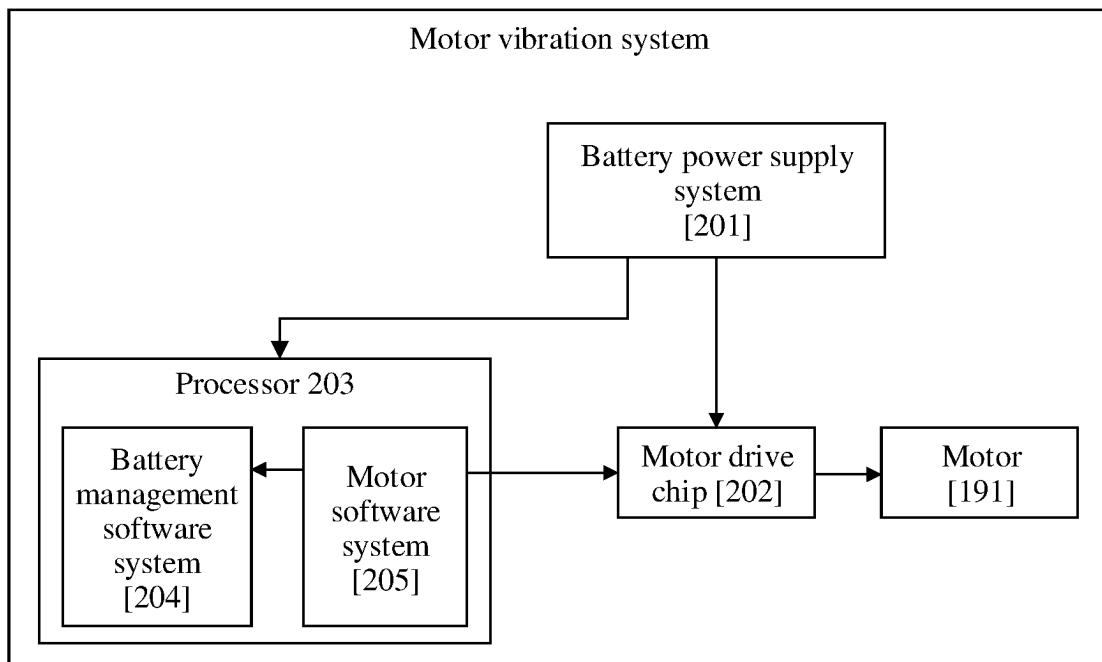 Motor vibration system
Battery power supply
system
[201]
Processor 203
Battery
management
software
system
[204]
Motor
software
system
[205]
Motor drive
chip [202]
Motor
[191]